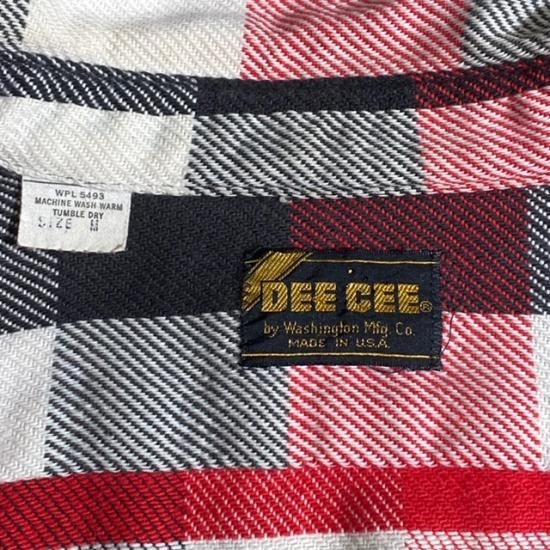 WPL 5493
MACHINE WASH WARM
TUMBLE DRY
SIZE M
DEE CEE®
by Washington Mfg. Co.
MADE IN U.S.A.